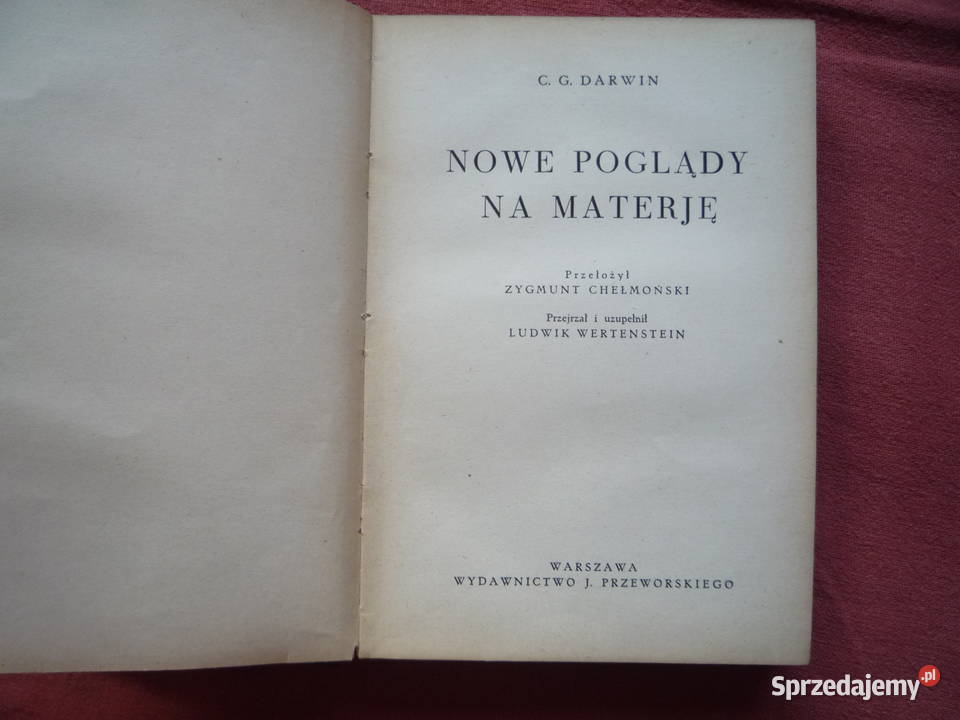 C. G. DARWIN
NOWE POGLĄDY
NA MATERJĘ
Przełożył
ZYGMUNT CHEŁMOŃSKI
Przejrzał i uzupełnił
LUDWIK WERTENSTEIN
WARSZAWA
WYDAWNICTWO J. PRZEWORSKIEGO
Sprzedajemy.pl